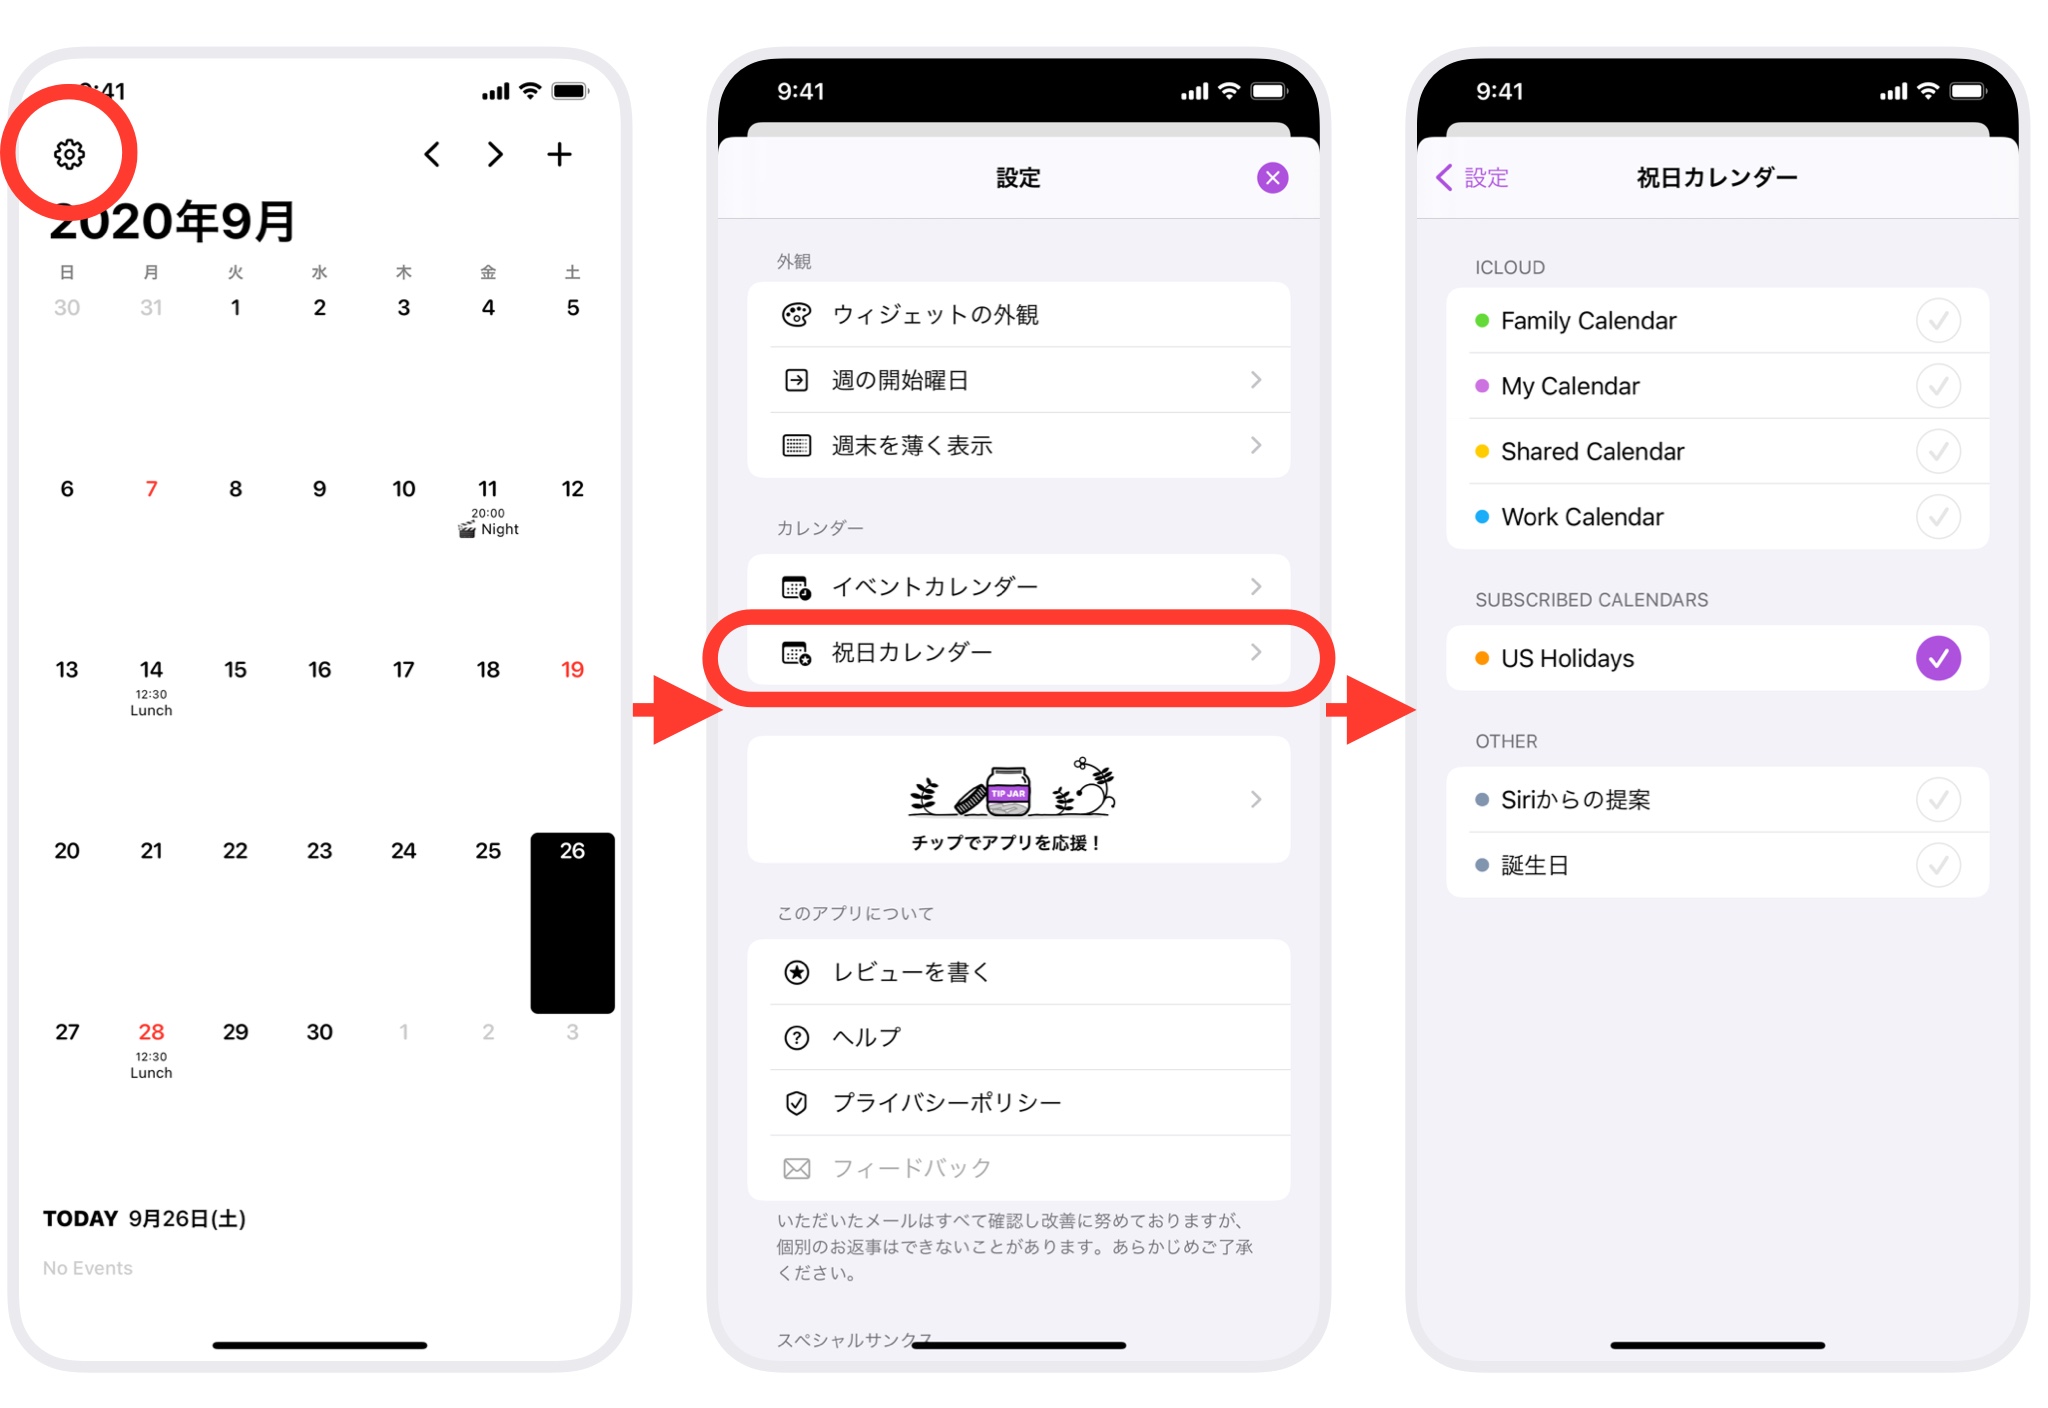 9:41
2020年9月
日 月 火 水 木 金 土
30 31 1 2 3 4 5
6 7 8 9 10 11 12
20:00
Night
13 14 15 16 17 18 19
12:30
Lunch
20 21 22 23 24 25 26
27 28 29 30 1 2 3
12:30
Lunch
TODAY 9月26日(土)
No Events
9:41
設定
外観
ウィジェットの外観
週の開始曜日
週末を薄く表示
カレンダー
イベントカレンダー
祝日カレンダー
TIP JAR
チップでアプリを応援！
このアプリについて
レビューを書く
ヘルプ
プライバシーポリシー
フィードバック
いただいたメールはすべて確認し改善に努めておりますが、
個別のお返事はできないことがあります。あらかじめご了承
ください。
スペシャルサンクス
9:41
設定 祝日カレンダー
ICLOUD
Family Calendar
My Calendar
Shared Calendar
Work Calendar
SUBSCRIBED CALENDARS
US Holidays
OTHER
Siriからの提案
誕生日